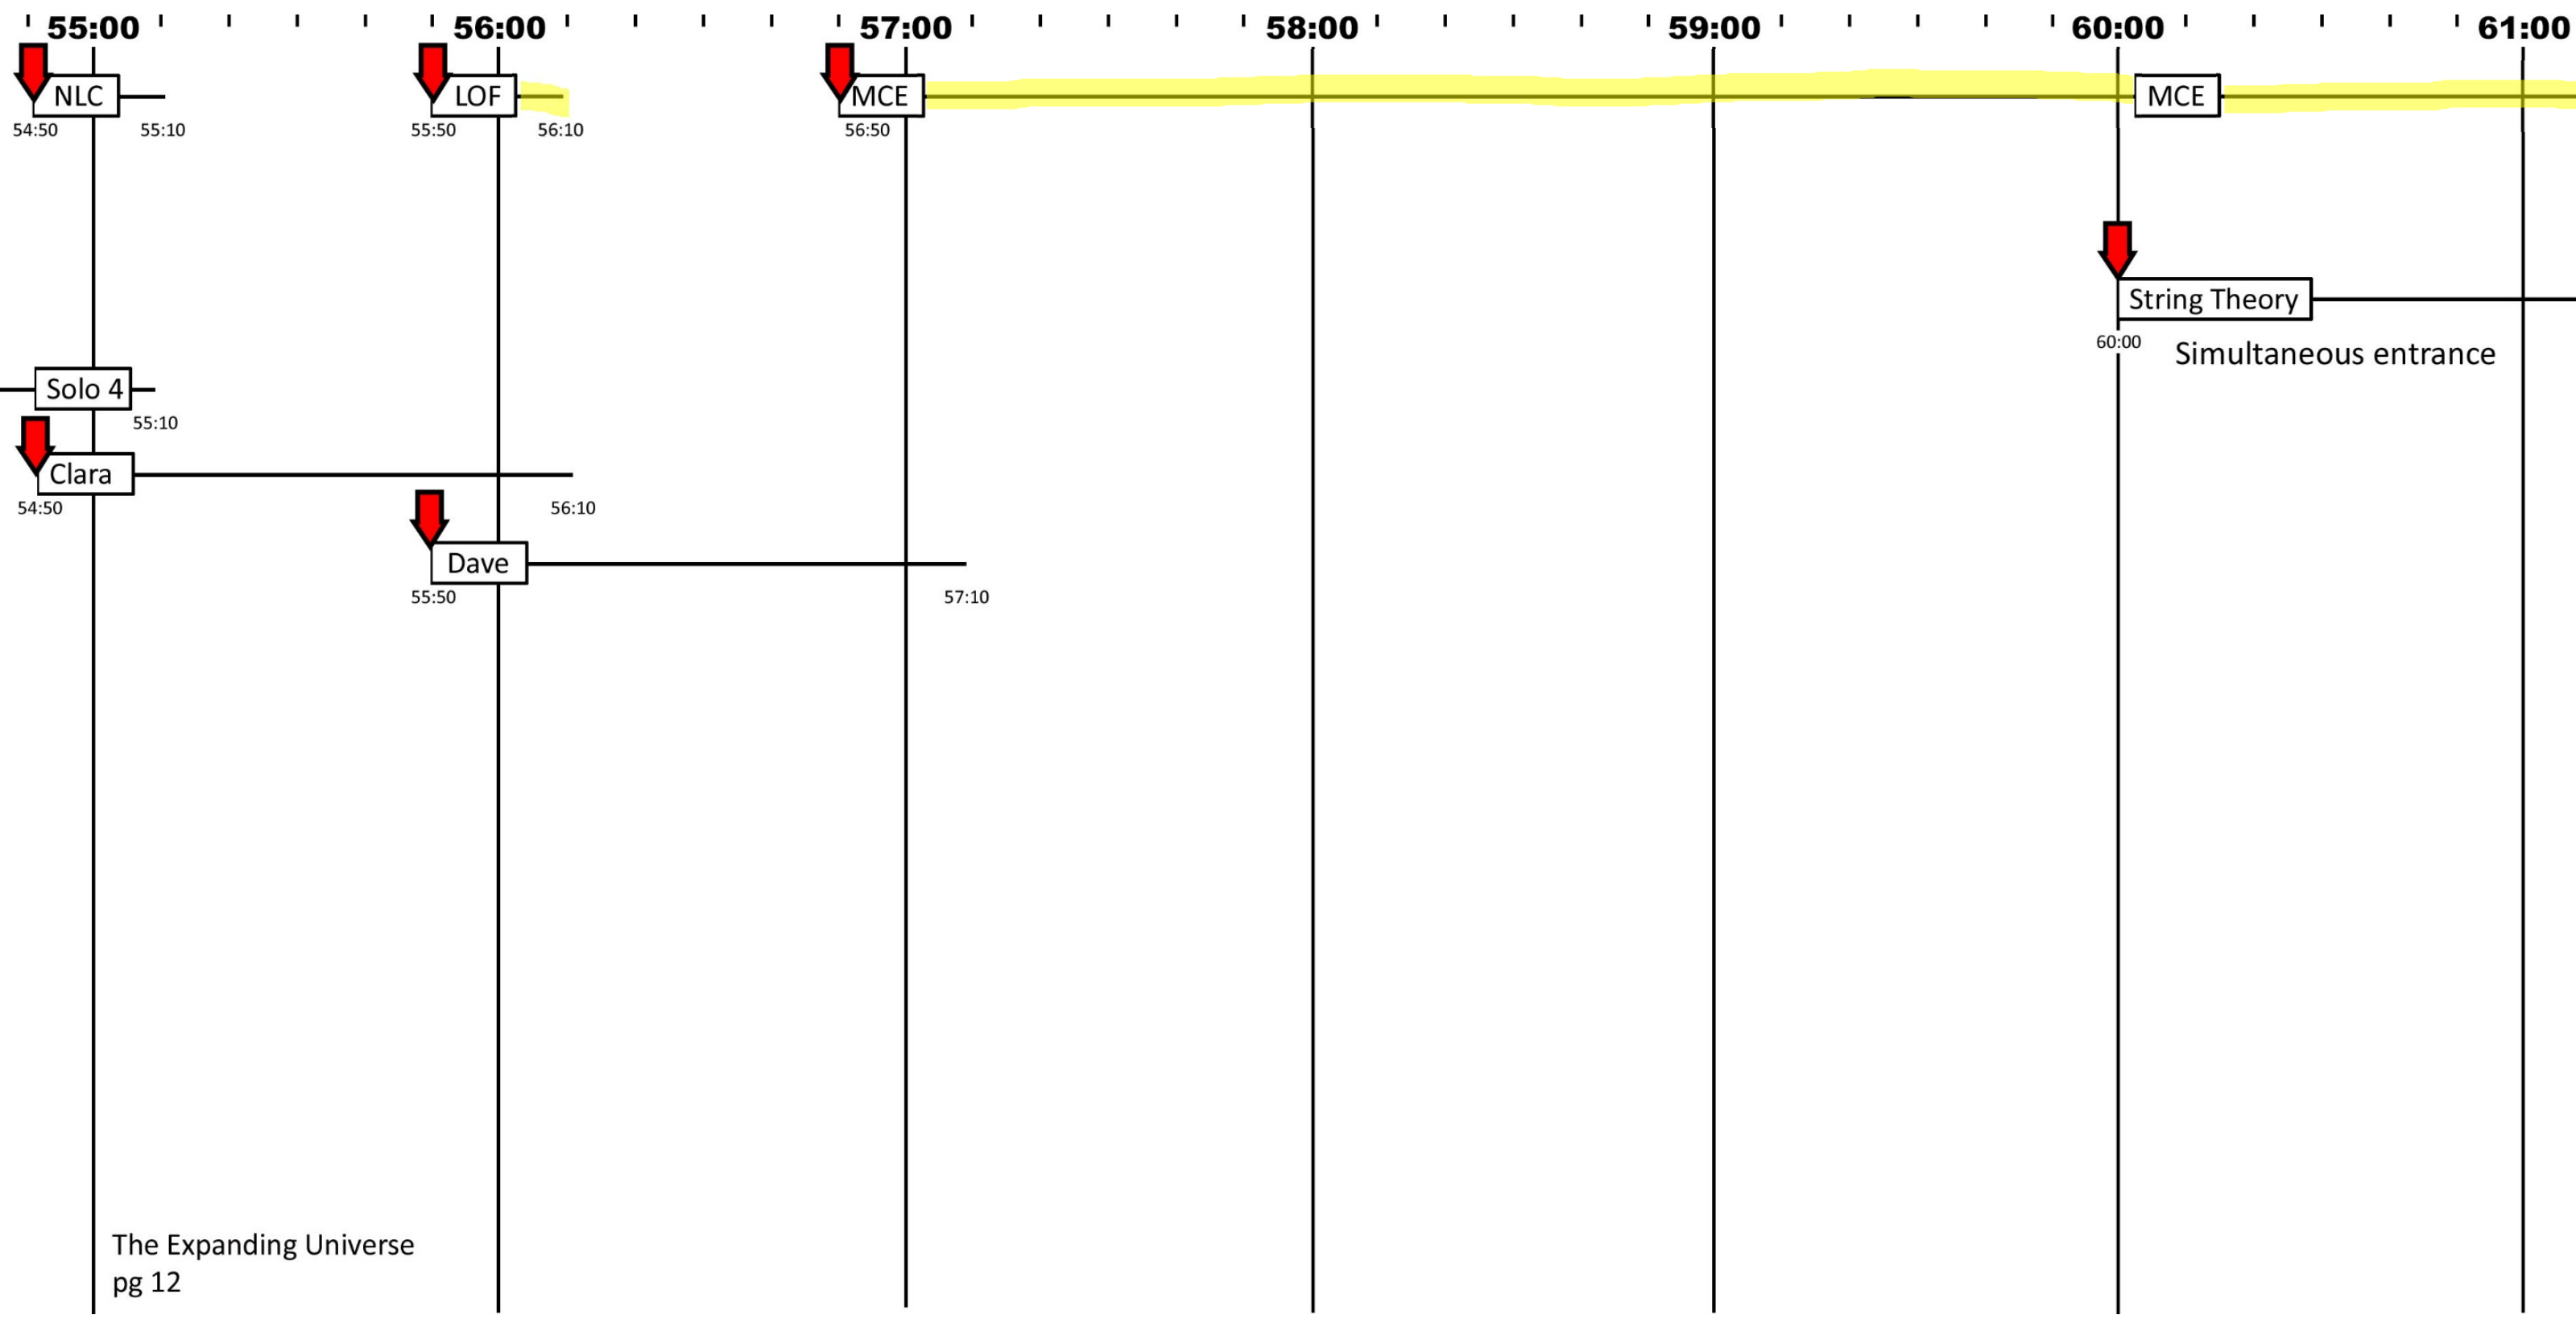 55:00 56:00 57:00 58:00 59:00 60:00 61:00
NLC LOF MCE MCE
54:50 55:10 55:50 56:10 56:50
String Theory
60:00
Simultaneous entrance
Solo 4
55:10
Clara
54:50 56:10
Dave
55:50 57:10
The Expanding Universe
pg 12